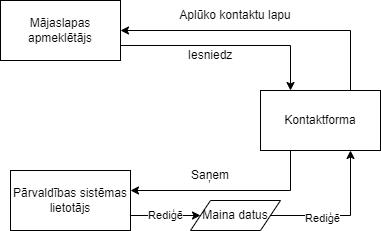 Aplūko kontaktu lapu
Mājaslapas
apmeklētājs
Iesniedz
Kontaktforma
Saņem
Pārvaldības sistēmas
lietotājs
Rediģē
Maina datus
Rediģē